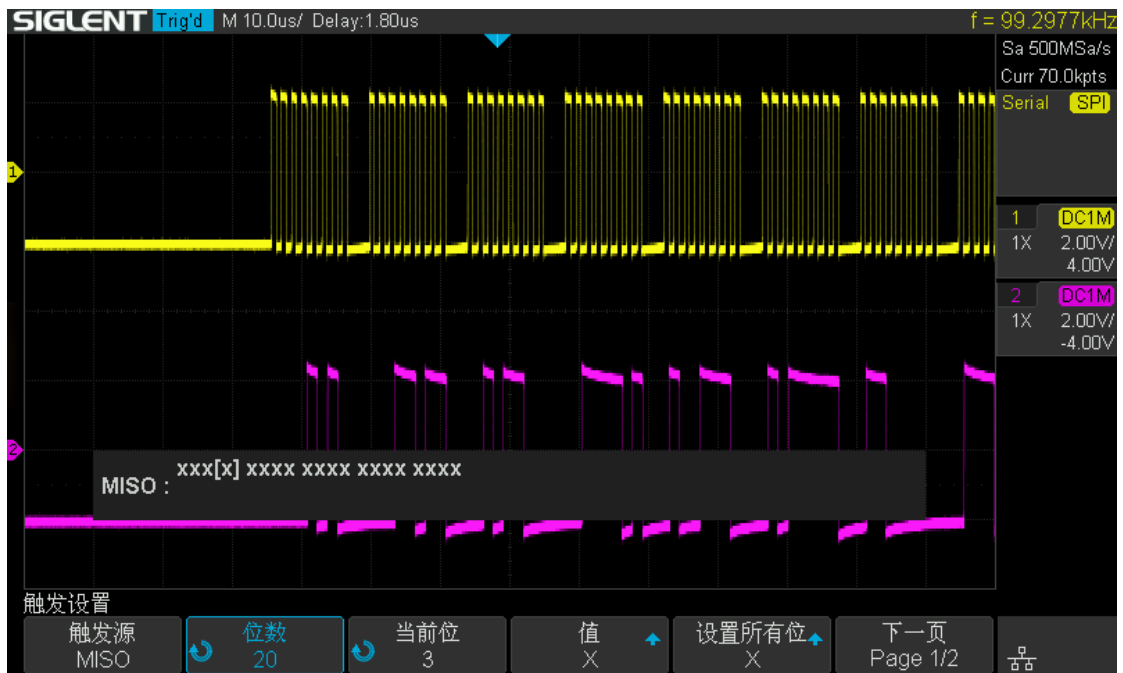 SIGLENT Trig'd M 10.0us/ Delay:1.80us f = 99.2977kHz
Sa 500MSa/s
Curr 70.0kpts
Serial SPI
1
1 DC1M
1X 2.00V/
4.00V
2 DC1M
1X 2.00V/
-4.00V
2
MISO : xxx[x] xxxx xxxx xxxx xxxx
触发设置
触发源 位数 当前位 值 设置所有位 下一页
MISO 20 3 X X Page 1/2